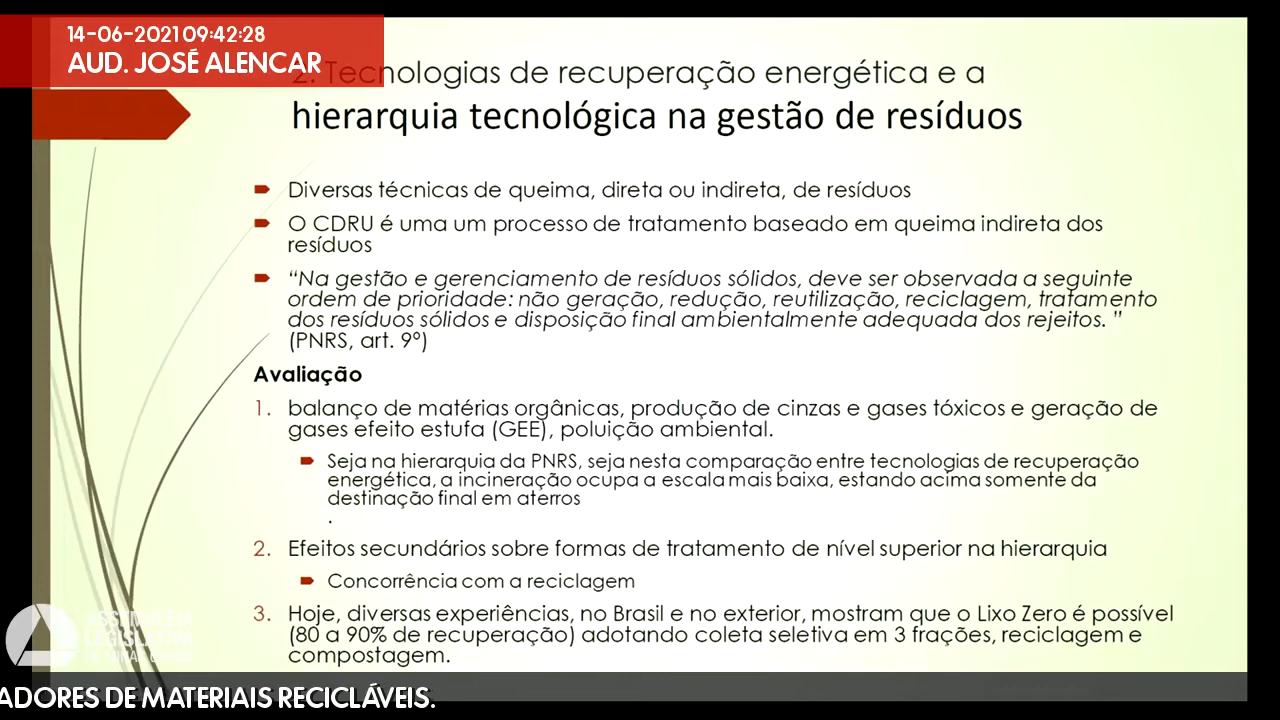 14-06-2021 09:42:28
AUD. JOSÉ ALENCAR
2. Tecnologias de recuperação energética e a
hierarquia tecnológica na gestão de resíduos
Diversas técnicas de queima, direta ou indireta, de resíduos
O CDRU é uma um processo de tratamento baseado em queima indireta dos
resíduos
“Na gestão e gerenciamento de resíduos sólidos, deve ser observada a seguinte
ordem de prioridade: não geração, redução, reutilização, reciclagem, tratamento
dos resíduos sólidos e disposição final ambientalmente adequada dos rejeitos. ”
(PNRS, art. 9º)
Avaliação
1. balanço de matérias orgânicas, produção de cinzas e gases tóxicos e geração de
gases efeito estufa (GEE), poluição ambiental.
Seja na hierarquia da PNRS, seja nesta comparação entre tecnologias de recuperação
energética, a incineração ocupa a escala mais baixa, estando acima somente da
destinação final em aterros
.
2. Efeitos secundários sobre formas de tratamento de nível superior na hierarquia
Concorrência com a reciclagem
3. Hoje, diversas experiências, no Brasil e no exterior, mostram que o Lixo Zero é possível
(80 a 90% de recuperação) adotando coleta seletiva em 3 frações, reciclagem e
compostagem.
ASSEMBLEIA
LEGISLATIVA
DE MINAS GERAIS
ADORES DE MATERIAIS RECICLÁVEIS.